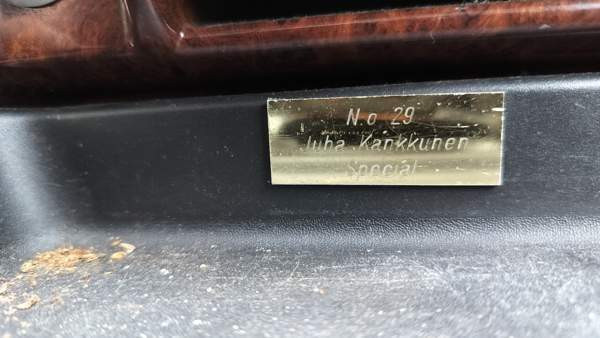 N.o 29
Juha Kankkunen
Special